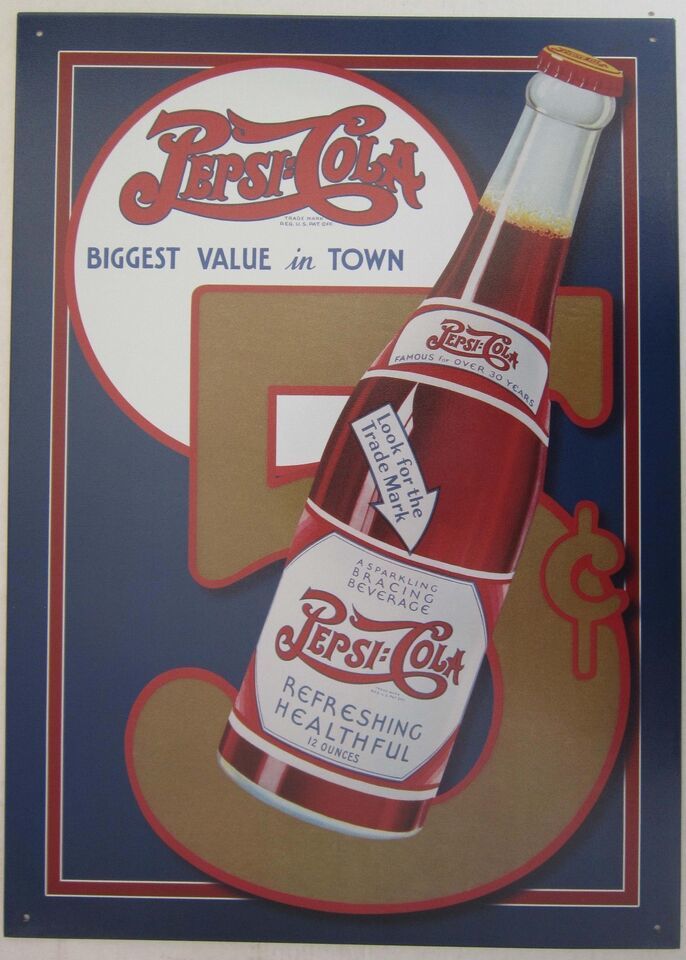 PEPSI=COLA
TRADE MARK
REG. U.S. PAT. OFF.
BIGGEST VALUE in TOWN
5¢
PEPSI=COLA
FAMOUS for OVER 30 YEARS
Look for the
Trade Mark
A SPARKLING
BRACING
BEVERAGE
PEPSI=COLA
REFRESHING
HEALTHFUL
12 OUNCES